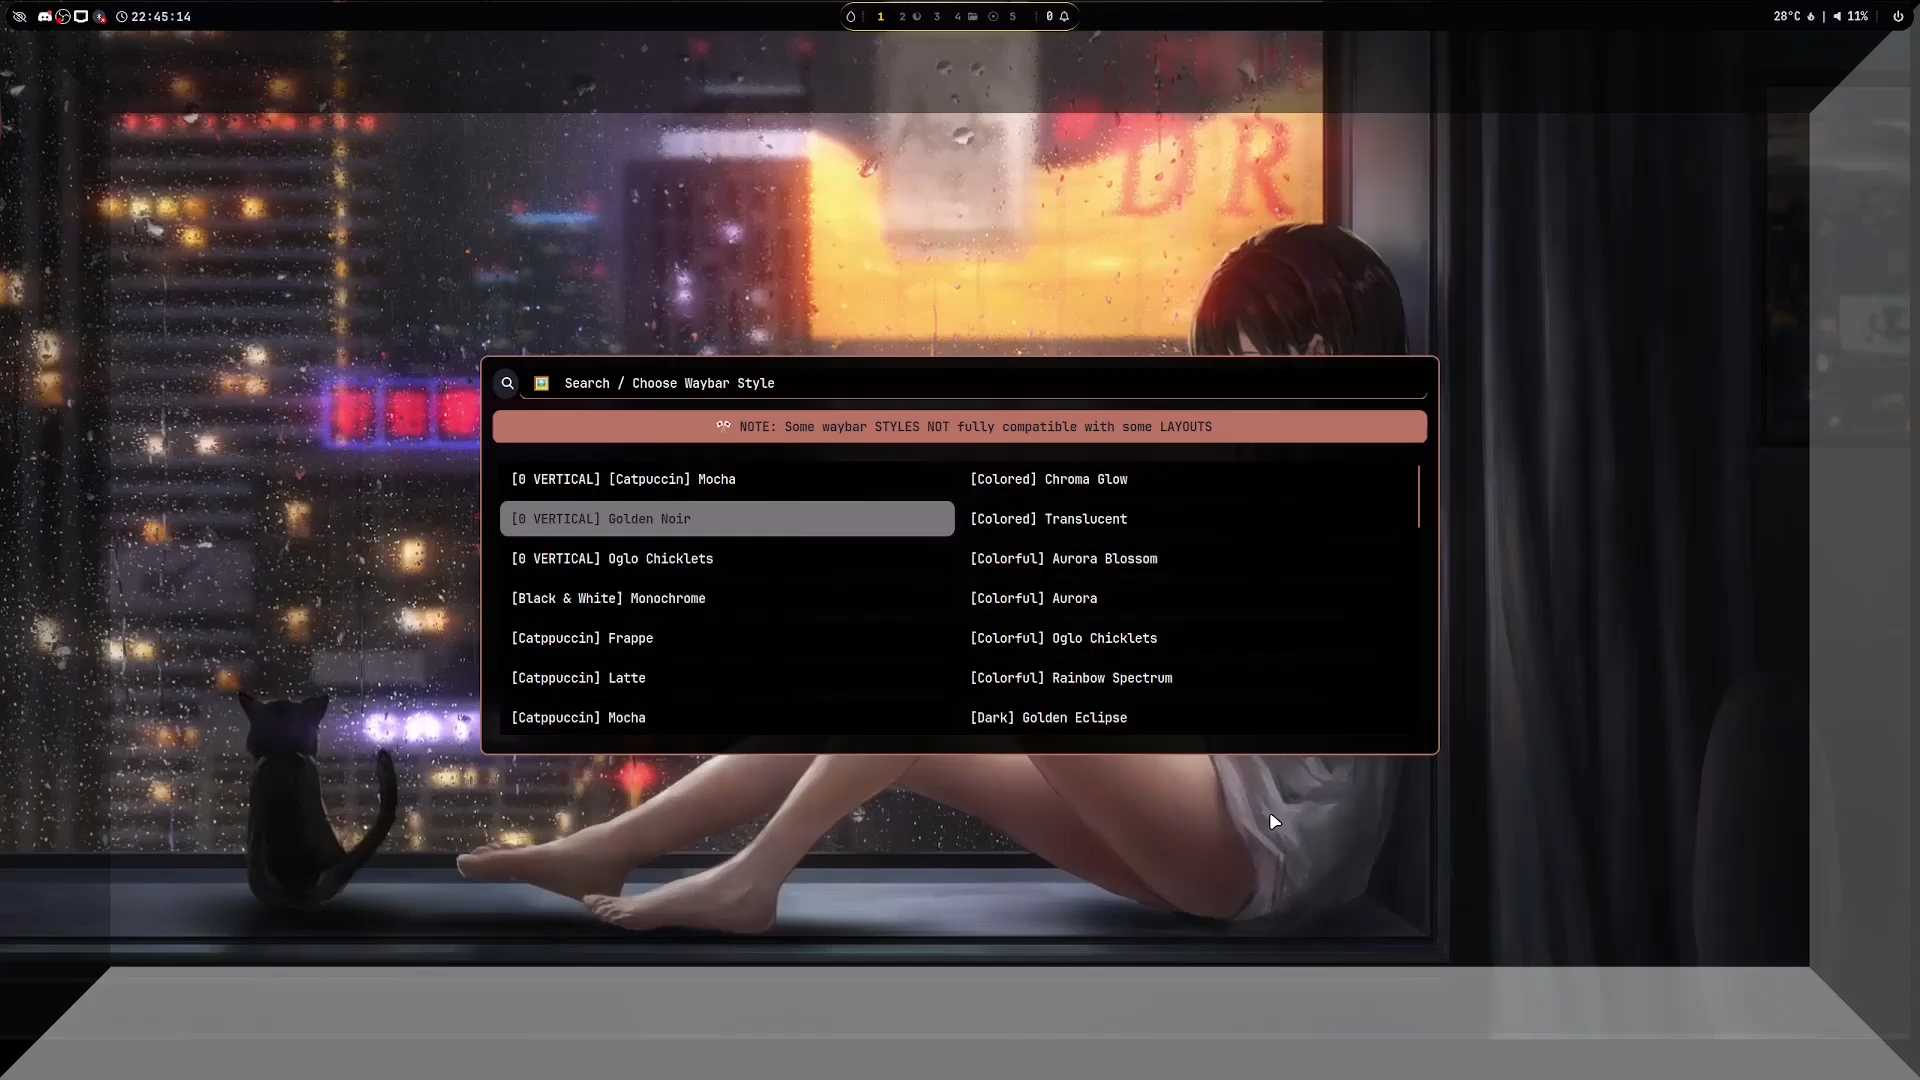 22:45:14
1 2 3 4 5 0
28°C | 11%
Search / Choose Waybar Style
NOTE: Some waybar STYLES NOT fully compatible with some LAYOUTS
[0 VERTICAL] [Catpuccin] Mocha
[0 VERTICAL] Golden Noir
[0 VERTICAL] Oglo Chicklets
[Black & White] Monochrome
[Catppuccin] Frappe
[Catppuccin] Latte
[Catppuccin] Mocha
[Colored] Chroma Glow
[Colored] Translucent
[Colorful] Aurora Blossom
[Colorful] Aurora
[Colorful] Oglo Chicklets
[Colorful] Rainbow Spectrum
[Dark] Golden Eclipse
DR